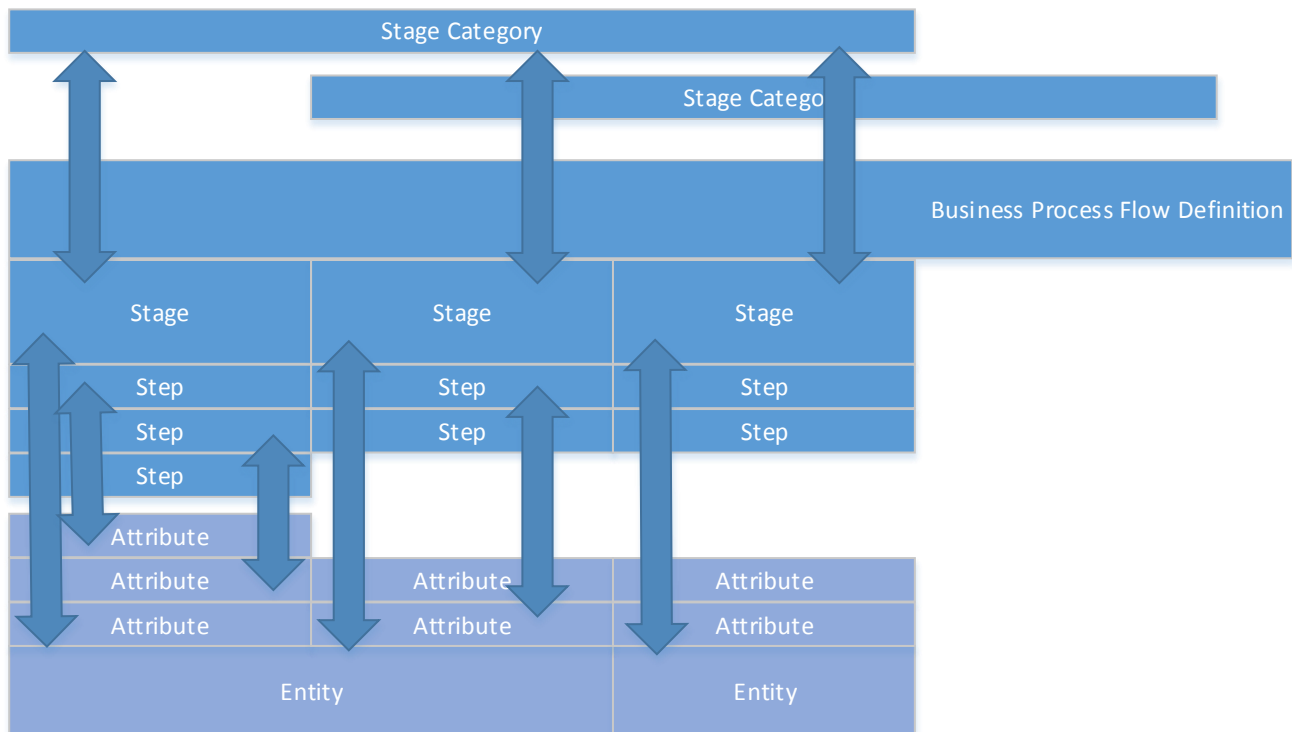 Stage Category
Stage Catego
Business Process Flow Definition
Stage Stage Stage
Step Step Step
Step Step Step
Step
Attribute
Attribute Attribute Attribute
Attribute Attribute Attribute
Entity Entity